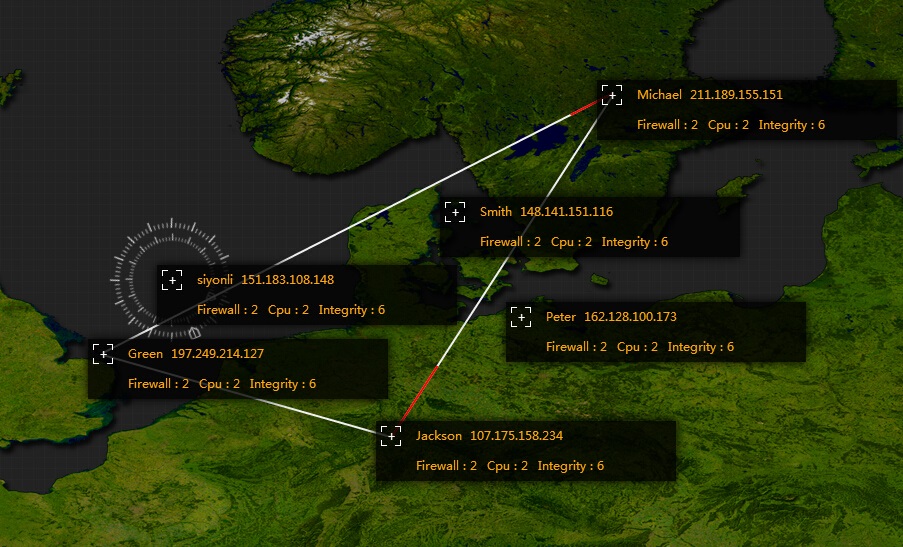 Michael 211.189.155.151
Firewall : 2 Cpu : 2 Integrity : 6
Smith 148.141.151.116
Firewall : 2 Cpu : 2 Integrity : 6
siyonli 151.183.108.148
Firewall : 2 Cpu : 2 Integrity : 6
Peter 162.128.100.173
Firewall : 2 Cpu : 2 Integrity : 6
Green 197.249.214.127
Firewall : 2 Cpu : 2 Integrity : 6
Jackson 107.175.158.234
Firewall : 2 Cpu : 2 Integrity : 6